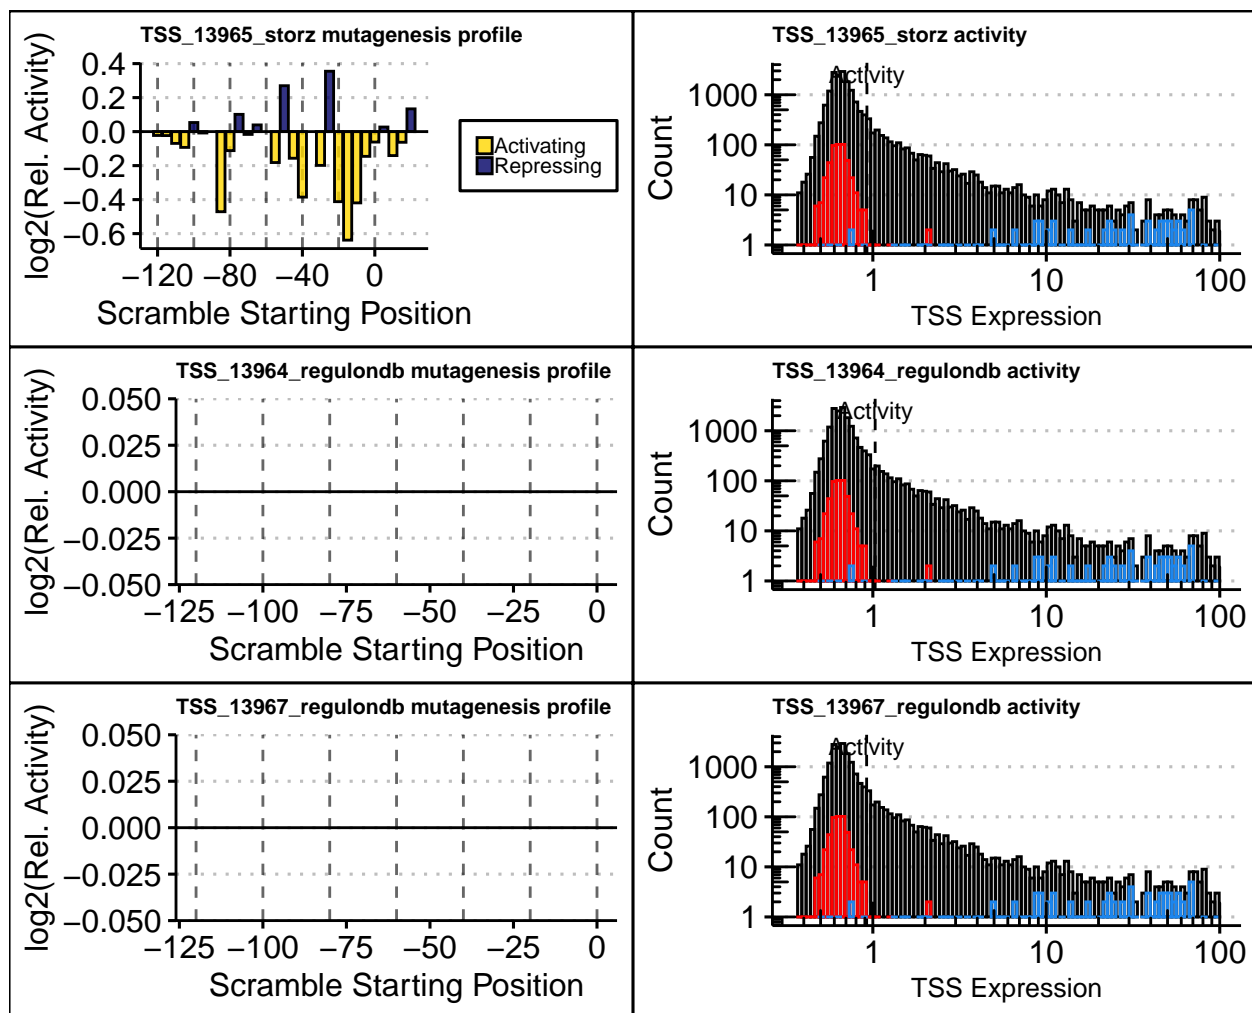 TSS_13965_storz mutagenesis profile
log2(Rel. Activity)
0.4
0.2
0.0
−0.2
−0.4
−0.6
−120 −80 −40 0
Scramble Starting Position
Activating
Repressing
TSS_13965_storz activity
Activity
Count
1000
100
10
1
1 10 100
TSS Expression
TSS_13964_regulondb mutagenesis profile
log2(Rel. Activity)
0.050
0.025
0.000
−0.025
−0.050
−125 −100 −75 −50 −25 0
Scramble Starting Position
TSS_13964_regulondb activity
Activity
Count
1000
100
10
1
1 10 100
TSS Expression
TSS_13967_regulondb mutagenesis profile
log2(Rel. Activity)
0.050
0.025
0.000
−0.025
−0.050
−125 −100 −75 −50 −25 0
Scramble Starting Position
TSS_13967_regulondb activity
Activity
Count
1000
100
10
1
1 10 100
TSS Expression